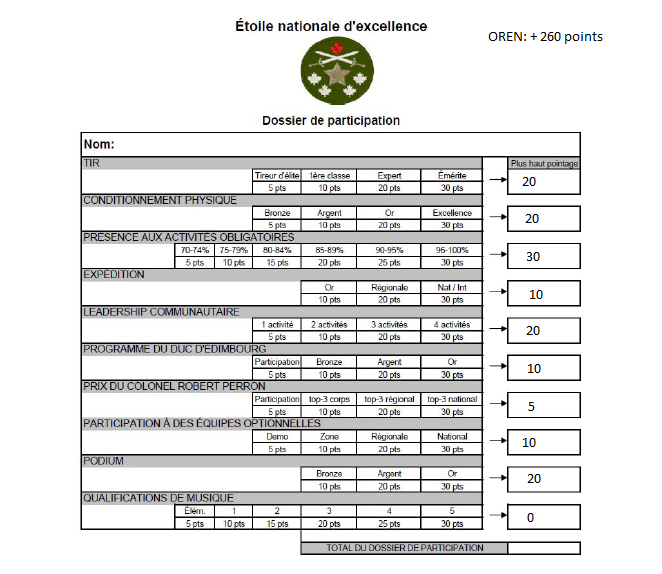 Étoile nationale d'excellence
OREN: + 260 points
Dossier de participation
Nom:
TIR Plus haut pointage
Tireur d'élite 1ère classe Expert Émérite
5 pts 10 pts 20 pts 30 pts 20
CONDITIONNEMENT PHYSIQUE
Bronze Argent Or Excellence
5 pts 10 pts 20 pts 30 pts 20
PRÉSENCE AUX ACTIVITÉS OBLIGATOIRES
70-74% 75-79% 80-84% 85-89% 90-95% 96-100%
5 pts 10 pts 15 pts 20 pts 25 pts 30 pts 30
EXPÉDITION
Or Régionale Nat / Int
10 pts 20 pts 30 pts 10
LEADERSHIP COMMUNAUTAIRE
1 activité 2 activités 3 activités 4 activités
5 pts 10 pts 20 pts 30 pts 20
PROGRAMME DU DUC D'EDIMBOURG
Participation Bronze Argent Or
5 pts 10 pts 20 pts 30 pts 10
PRIX DU COLONEL ROBERT PERRON
Participation top-3 corps top-3 régional top-3 national
5 pts 10 pts 20 pts 30 pts 5
PARTICIPATION À DES ÉQUIPES OPTIONNELLES
Demo Zone Régionale National
5 pts 10 pts 20 pts 30 pts 10
PODIUM
Bronze Argent Or
10 pts 20 pts 30 pts 20
QUALIFICATIONS DE MUSIQUE
Élém. 1 2 3 4 5
5 pts 10 pts 15 pts 20 pts 25 pts 30 pts 0
TOTAL DU DOSSIER DE PARTICIPATION